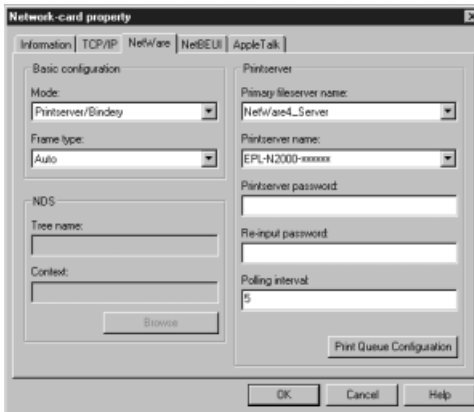 Network-card property
Information TCP/IP NetWare NetBEUI AppleTalk
Basic configuration
Mode:
Printserver/Bindery
Frame type:
Auto
NDS
Tree name:
Context:
Browse
Printserver
Primary fileserver name:
NetWare4_Server
Printserver name:
EPL-N2000-xxxxxx
Printserver password:
Re-input password:
Polling interval:
5
Print Queue Configuration
OK Cancel Help